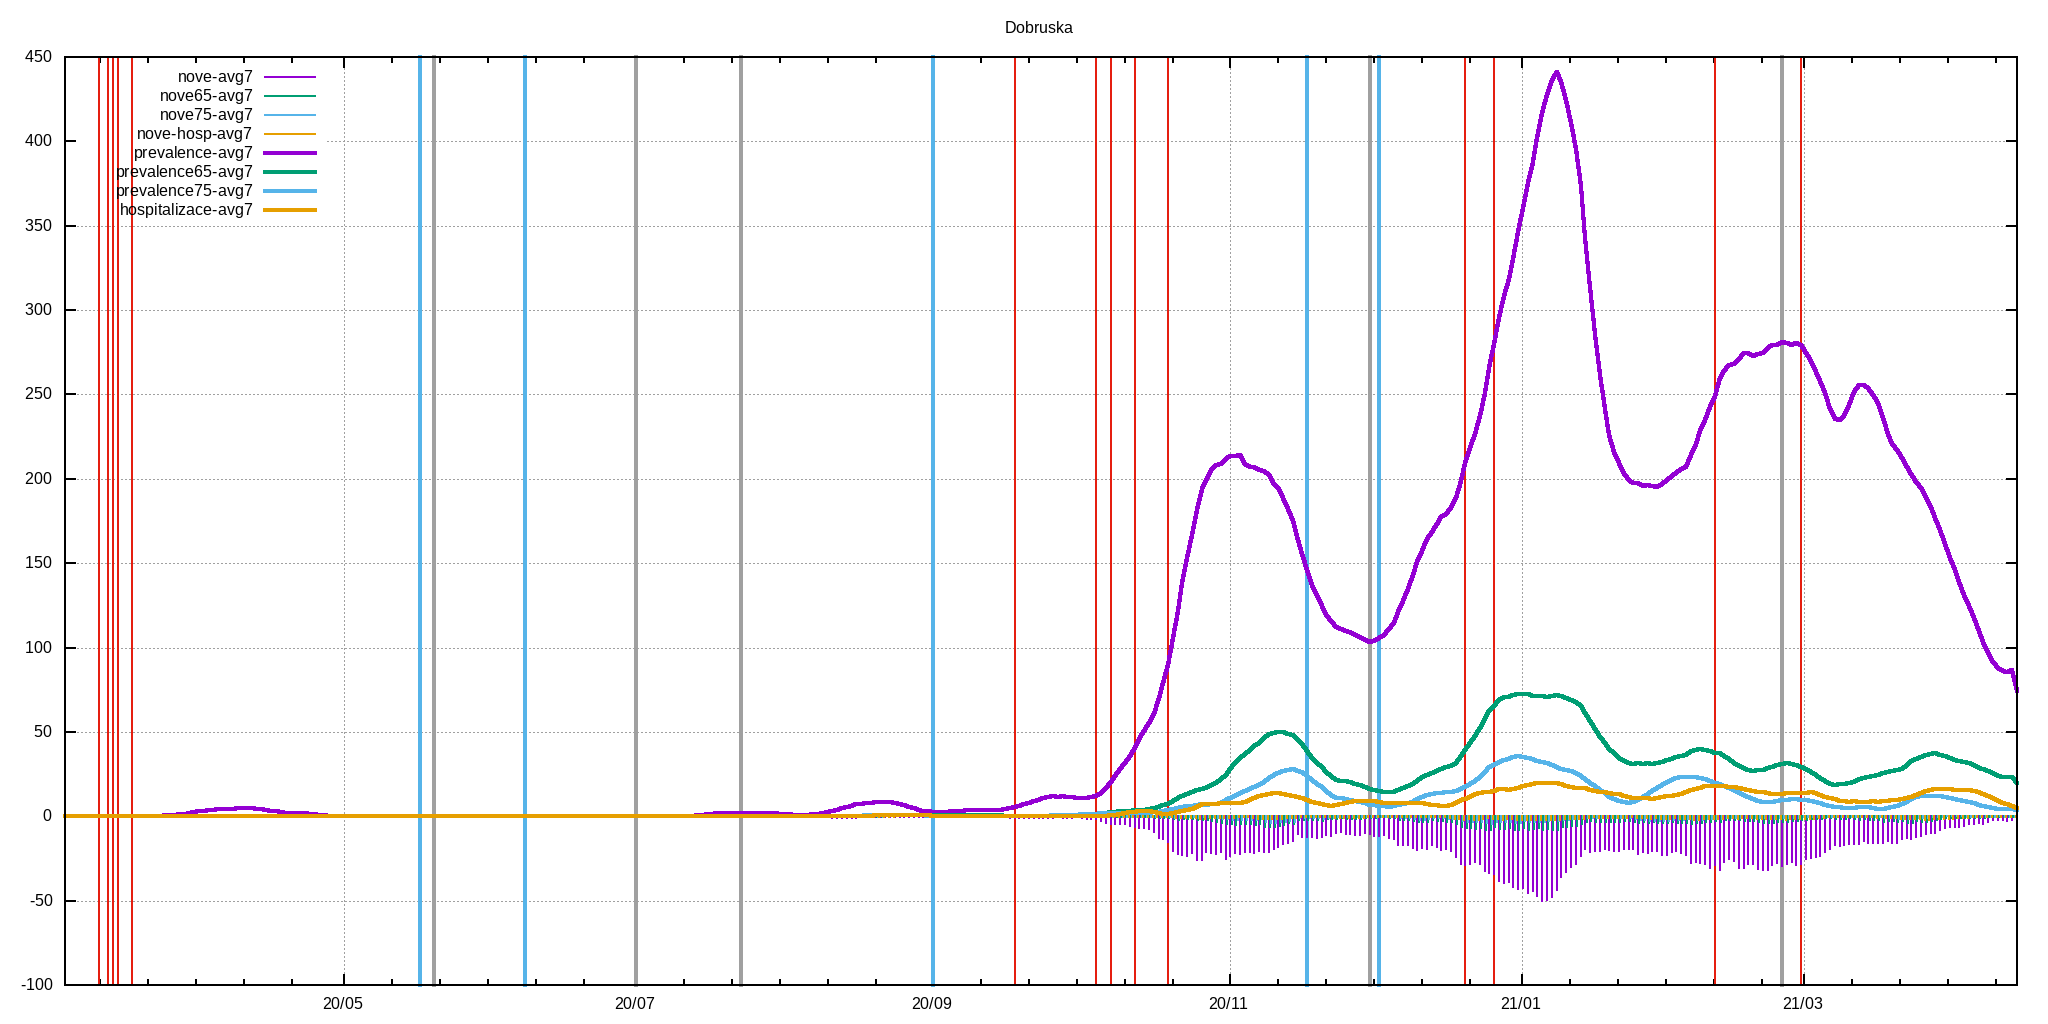 Dobruska
450
400
350
300
250
200
150
100
50
0
-50
-100
nove-avg7
nove65-avg7
nove75-avg7
nove-hosp-avg7
prevalence-avg7
prevalence65-avg7
prevalence75-avg7
hospitalizace-avg7
20/05 20/07 20/09 20/11 21/01 21/03